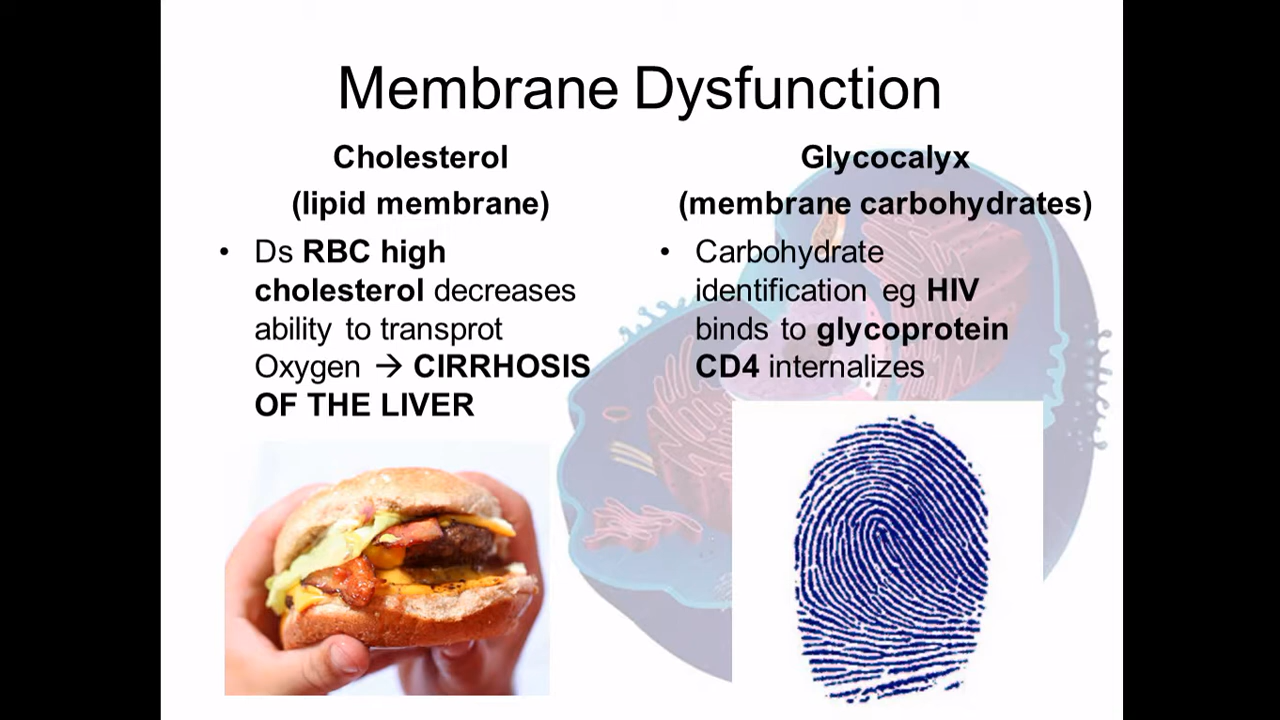 Membrane Dysfunction
Cholesterol
(lipid membrane)
• Ds RBC high
cholesterol decreases
ability to transprot
Oxygen → CIRRHOSIS
OF THE LIVER
Glycocalyx
(membrane carbohydrates)
• Carbohydrate
identification eg HIV
binds to glycoprotein
CD4 internalizes